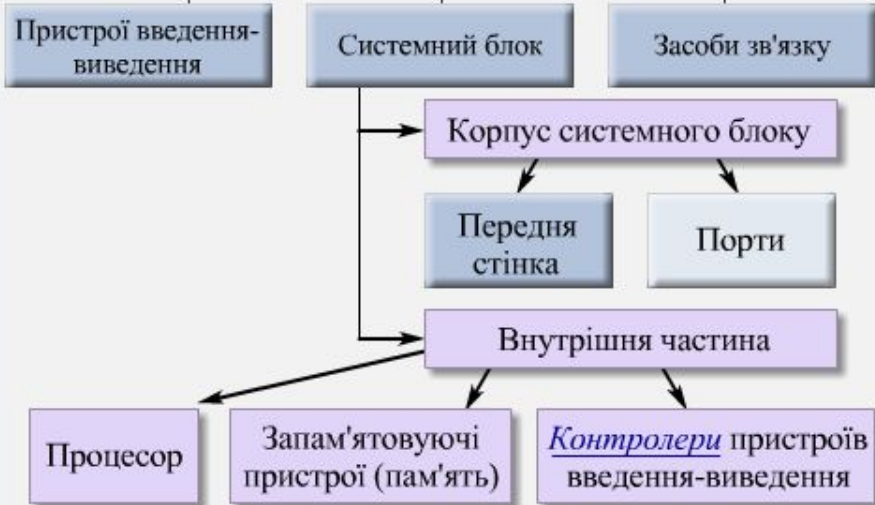 Пристрої введення-
виведення
Системний блок
Засоби зв'язку
Корпус системного блоку
Передня
стінка
Порти
Внутрішня частина
Процесор
Запам'ятовуючі
пристрої (пам'ять)
Контролери пристроїв
введення-виведення